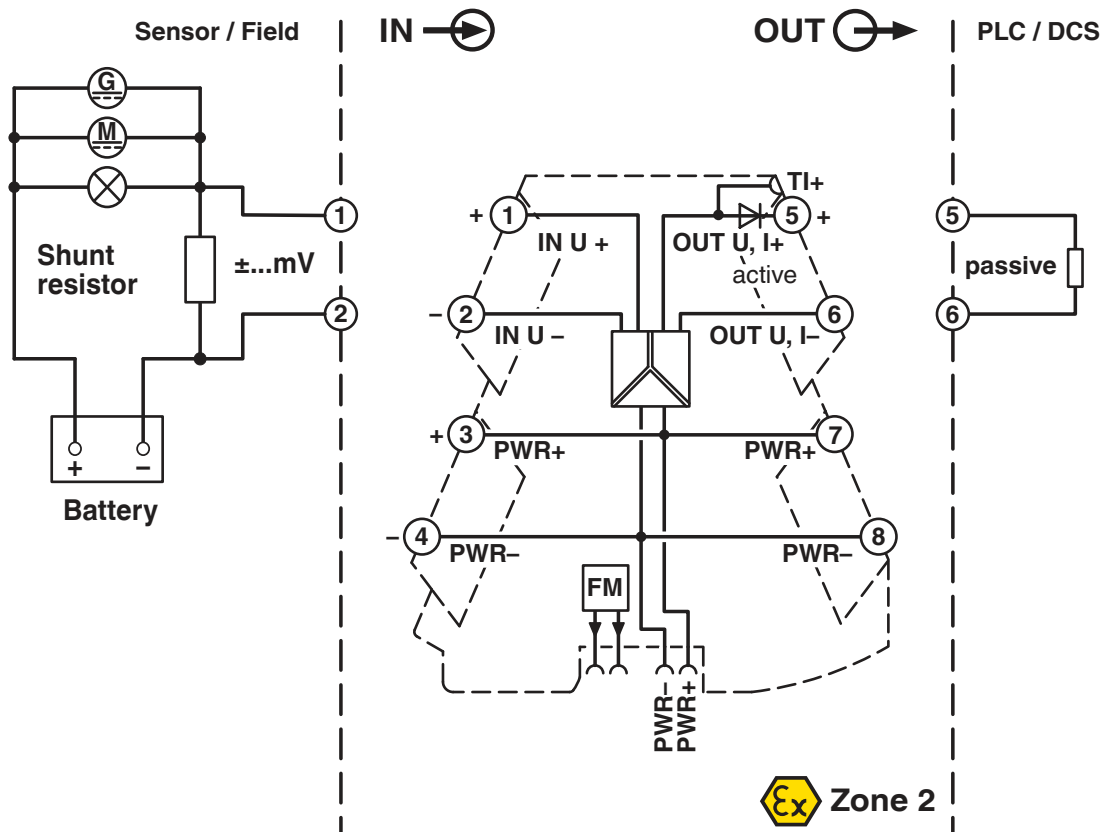 Sensor / Field
IN
OUT
PLC / DCS
G
M
TI+
1
+ 1
5 +
5
IN U +
OUT U, I+
active
Shunt
resistor
±...mV
passive
2
– 2
6
6
IN U –
OUT U, I–
+ 3
7
PWR+
PWR+
+ –
Battery
– 4
8
PWR–
PWR–
FM
PWR–
PWR+
Ex Zone 2